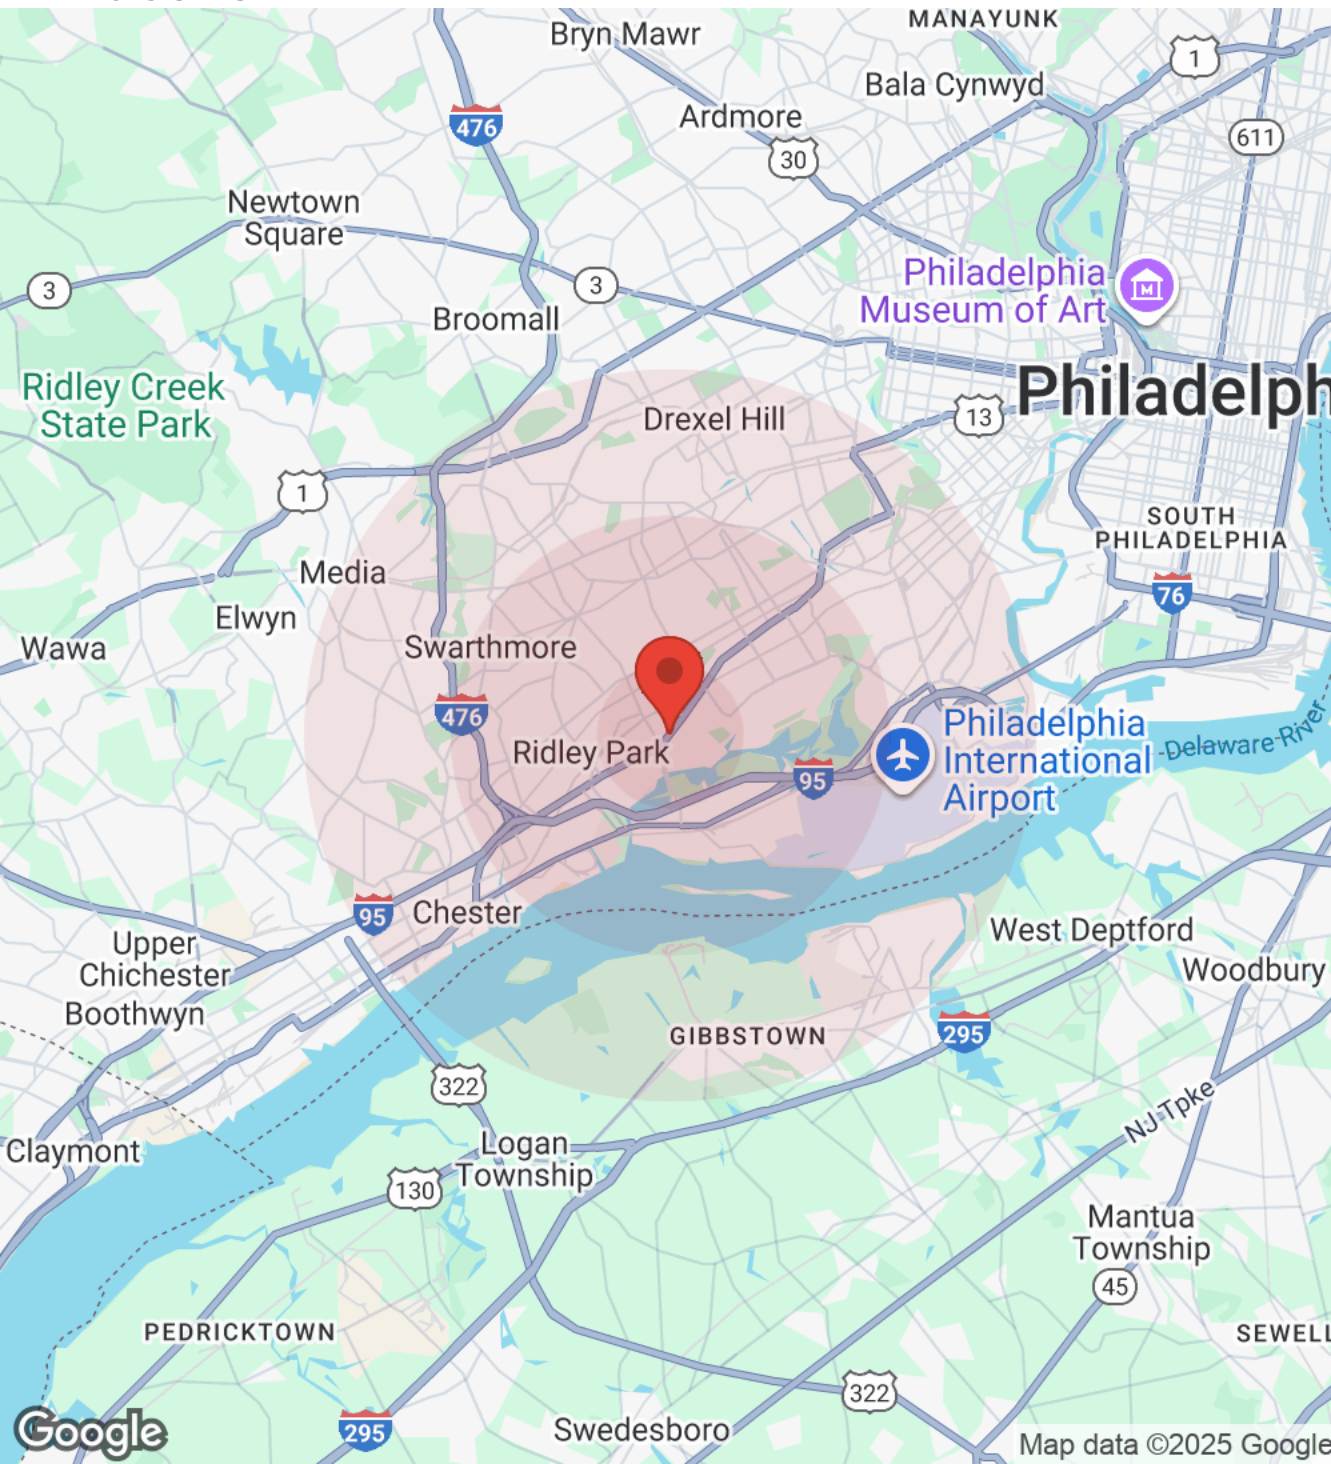 MANAYUNK
Bryn Mawr
1
Bala Cynwyd
Ardmore
476
611
30
Newtown
Square
Philadelphia
Museum of Art
3
3
Broomall
Ridley Creek
State Park
Philadelph
Drexel Hill
13
1
SOUTH
PHILADELPHIA
Media
76
Elwyn
Swarthmore
Wawa
476
Philadelphia
International
Airport
Delaware River
Ridley Park
95
95
Chester
West Deptford
Upper
Chichester
Woodbury
Boothwyn
GIBBSTOWN
295
322
NJ Tpke
Claymont
Logan
Township
130
Mantua
Township
45
PEDRICKTOWN
SEWELL
322
Swedesboro
295
Google
Map data ©2025 Google